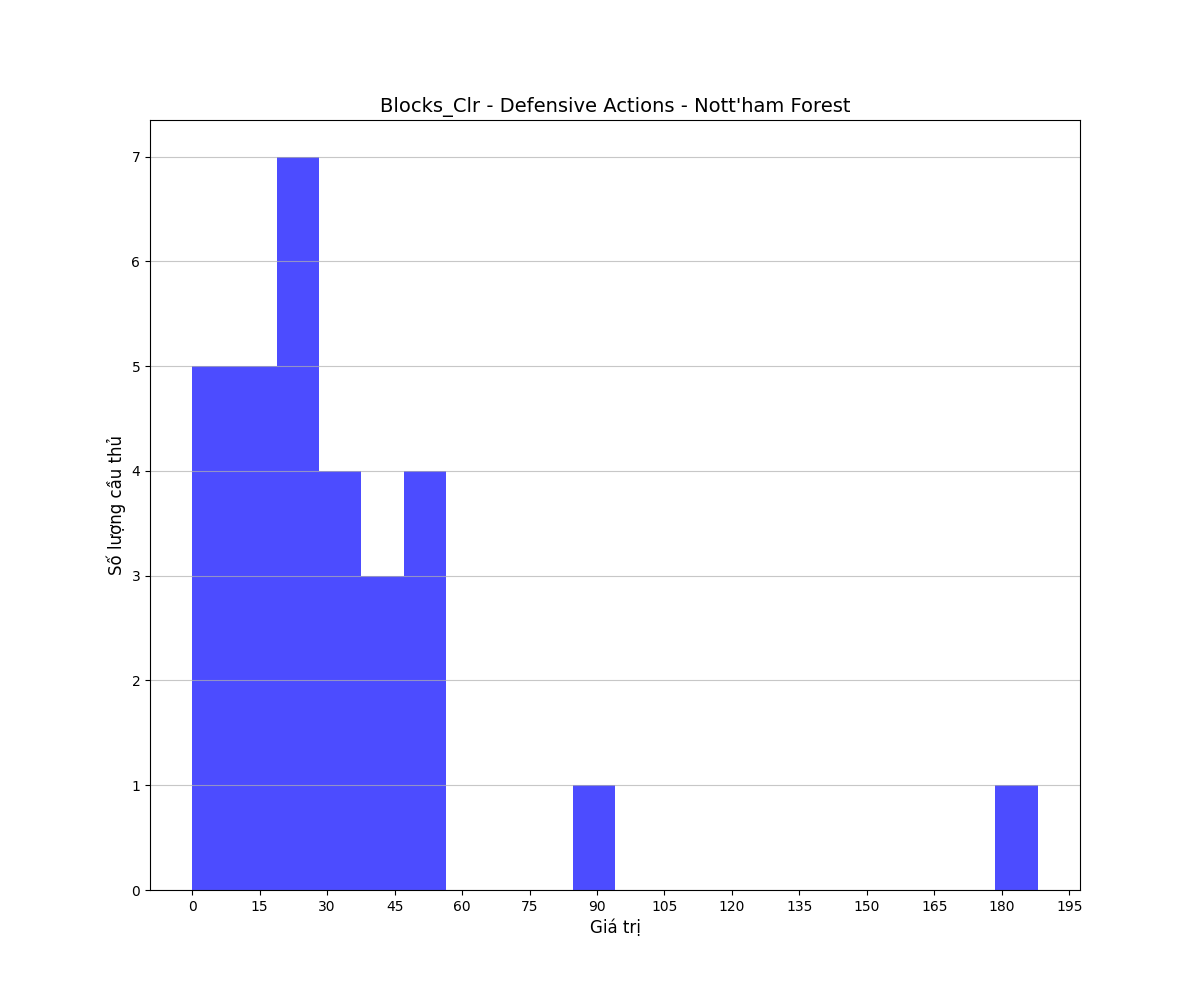 Blocks_Clr - Defensive Actions - Nott'ham Forest
7
6
5
4
3
2
1
0
Số lượng cầu thủ
0 15 30 45 60 75 90 105 120 135 150 165 180 195
Giá trị